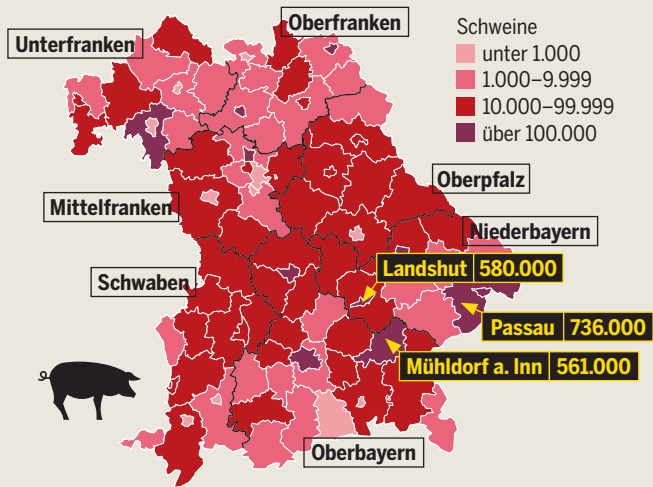 Oberfranken
Unterfranken
Schweine
unter 1.000
1.000–9.999
10.000–99.999
über 100.000
Oberpfalz
Mittelfranken
Niederbayern
Landshut 580.000
Schwaben
Passau 736.000
Mühldorf a. Inn 561.000
Oberbayern